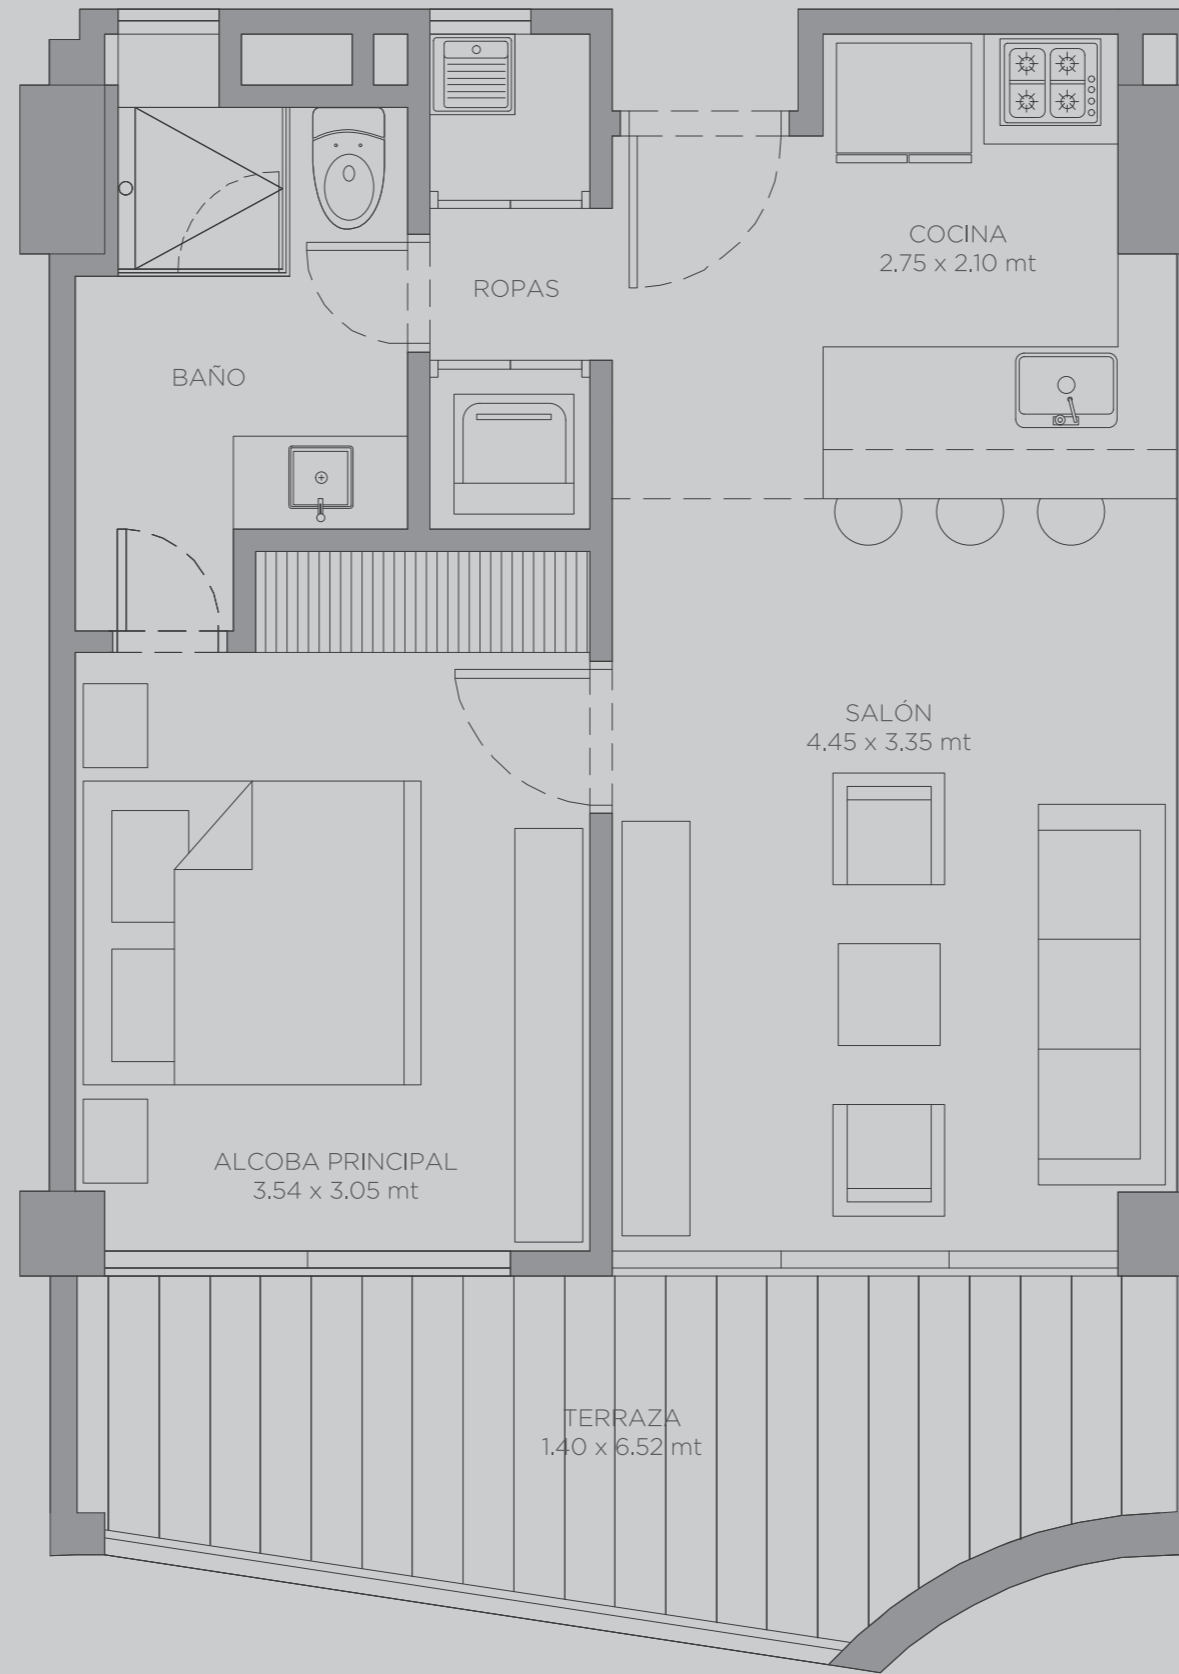 COCINA
2.75 x 2.10 mt
ROPAS
BAÑO
SALÓN
4.45 x 3.35 mt
ALCOBA PRINCIPAL
3.54 x 3.05 mt
TERRAZA
1.40 x 6.52 mt